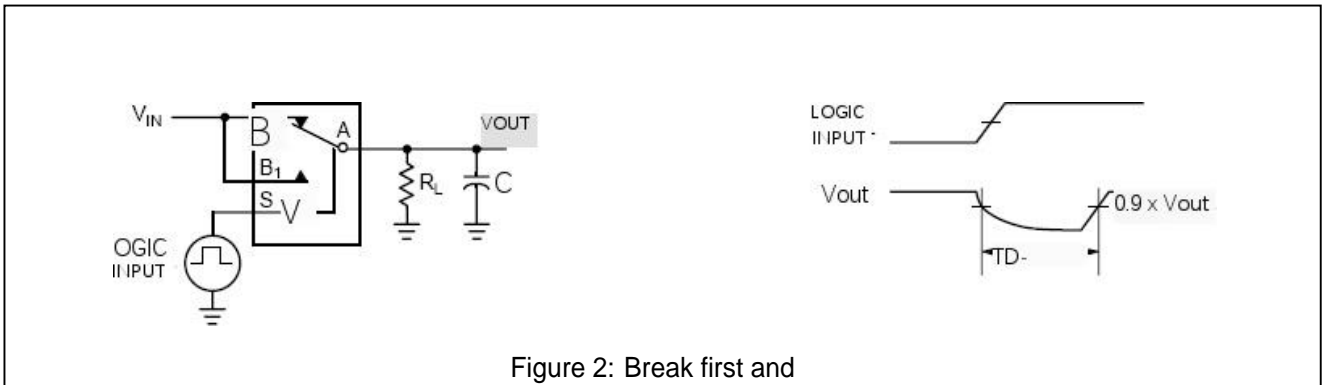 V_IN
B
A
B₁
S
V
OGIC
INPUT
VOUT
R_L
C
LOGIC
INPUT -
Vout
0.9 x Vout
TD-
Figure 2: Break first and